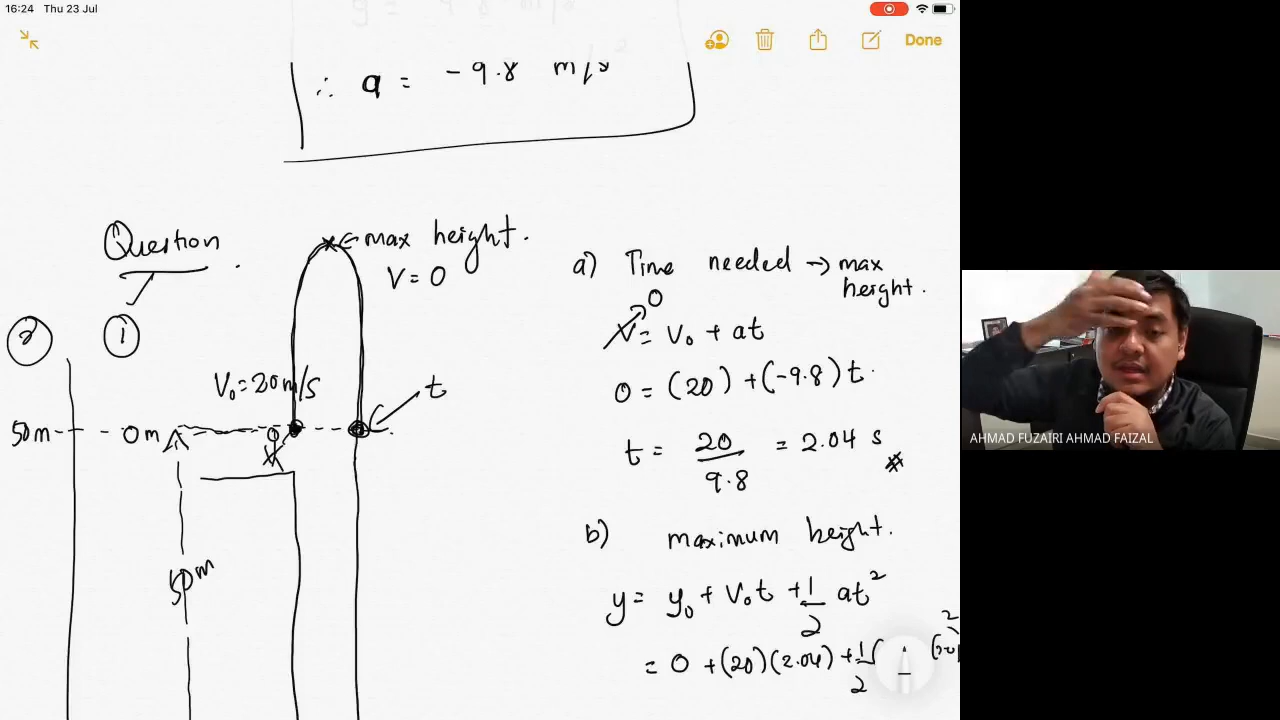 16:24 Thu 23 Jul
Done
∴ a = -9.8 m/s
Question
max height.
V = 0
2 1
V₀ = 20 m/s
t
50m 0m
50m
a) Time needed → max height.
0
V = V₀ + at
0 = (20) + (-9.8) t
t = 20/9.8 = 2.04 s
b) maximum height.
y = y₀ + V₀t + 1/2 at²
= 0 + (20)(2.04) + 1/2 (
AHMAD FUZAIRI AHMAD FAIZAL